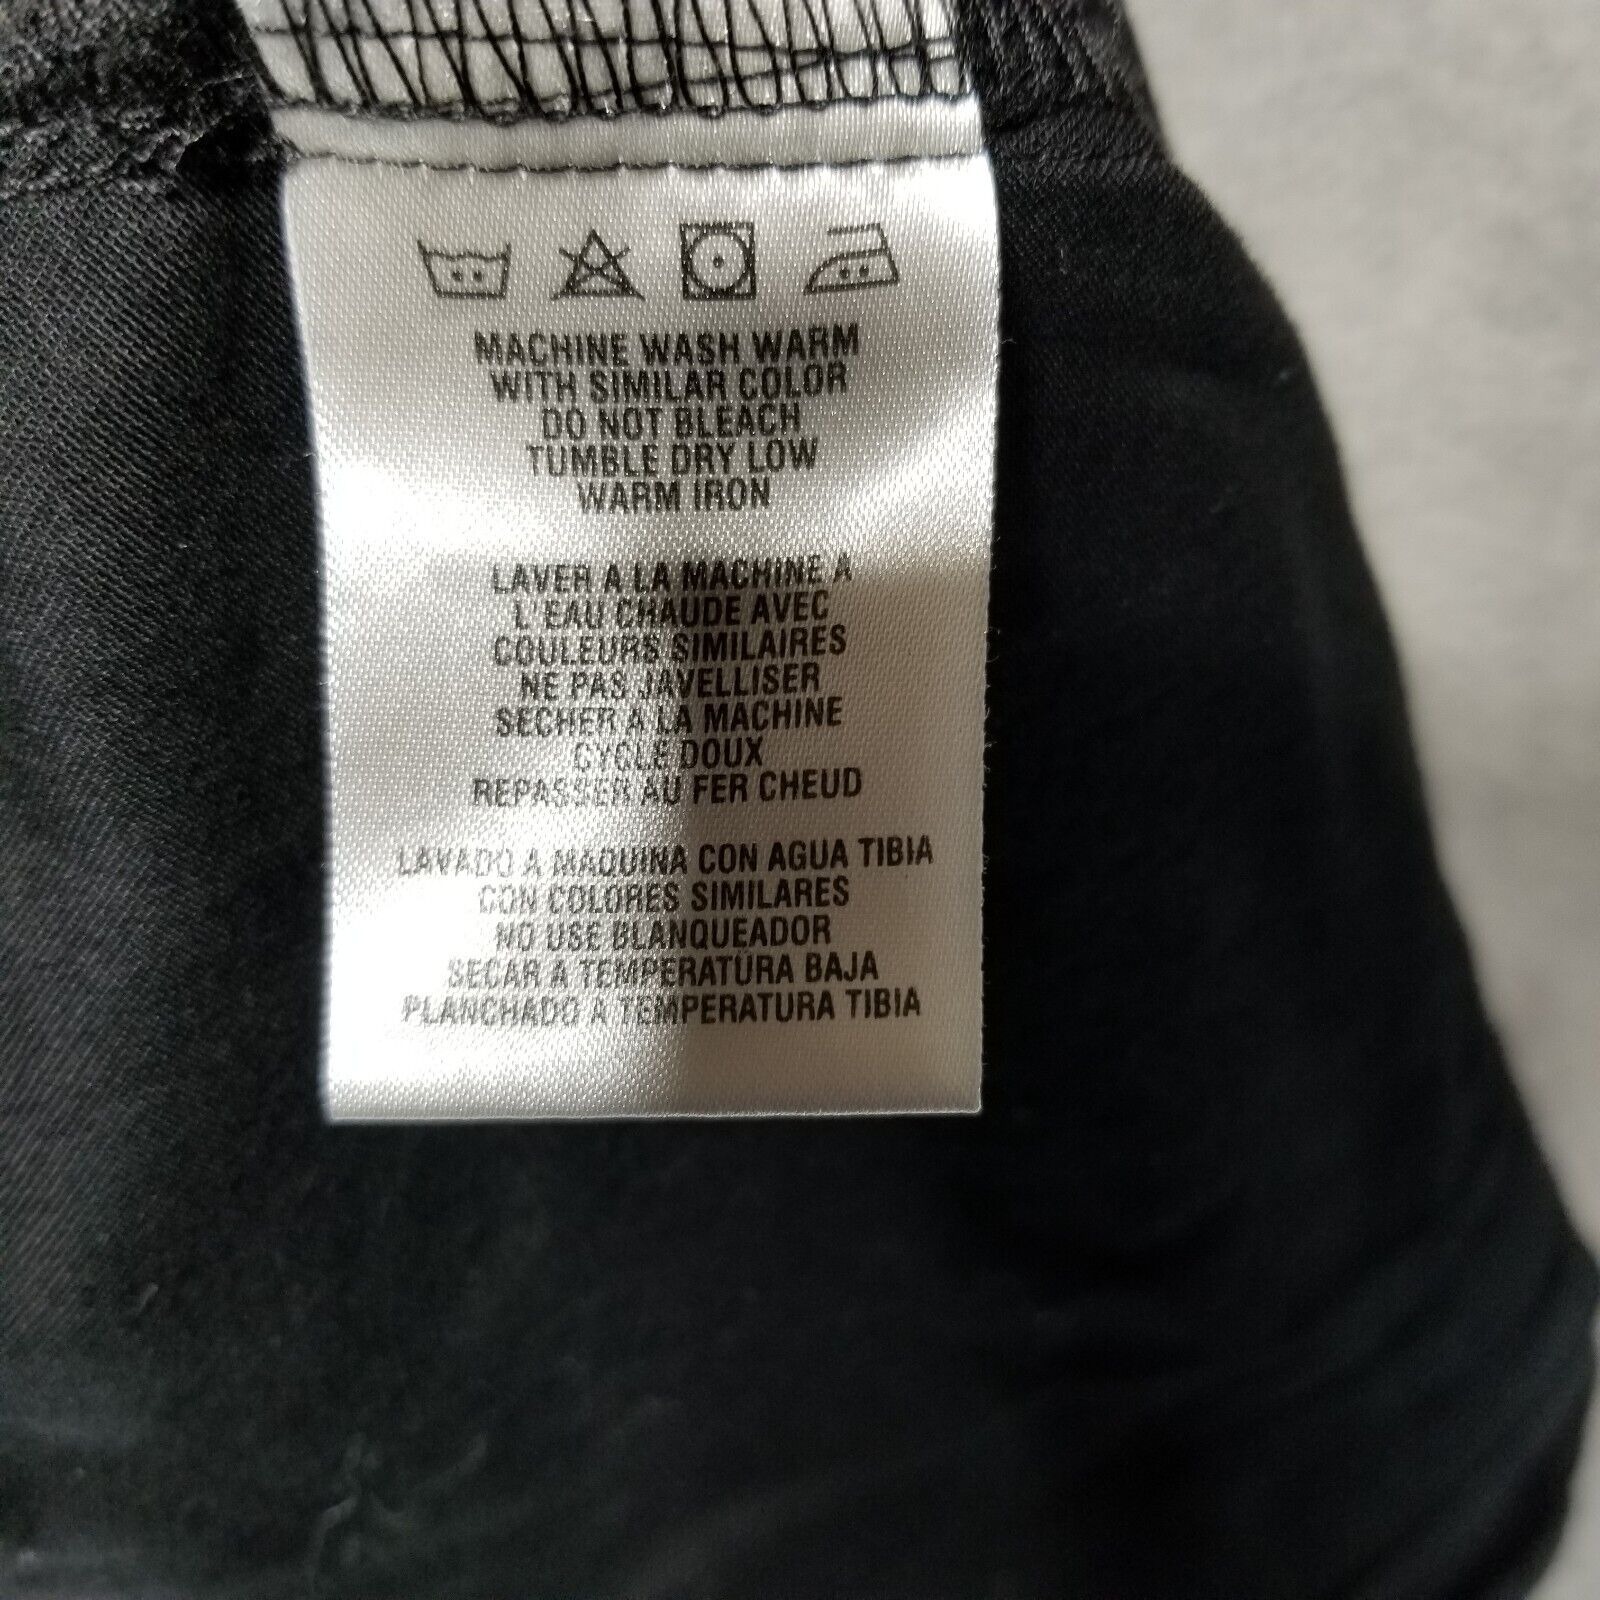 MACHINE WASH WARM
WITH SIMILAR COLOR
DO NOT BLEACH
TUMBLE DRY LOW
WARM IRON
LAVER A LA MACHINE A
L'EAU CHAUDE AVEC
COULEURS SIMILAIRES
NE PAS JAVELLISER
SECHER A LA MACHINE
CYCLE DOUX
REPASSER AU FER CHEUD
LAVADO A MAQUINA CON AGUA TIBIA
CON COLORES SIMILARES
NO USE BLANQUEADOR
SECAR A TEMPERATURA BAJA
PLANCHADO A TEMPERATURA TIBIA